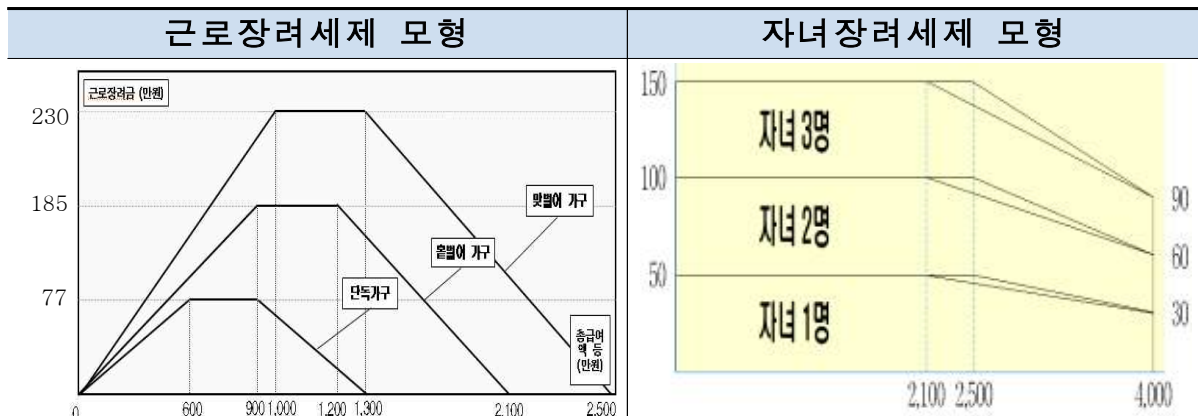 근로장려세제 모형
자녀장려세제 모형
근로장려금 (만원)
230
185
77
맞벌이 가구
홑벌이 가구
단독가구
총급여
액 등
(만원)
0 600 900 1,000 1,200 1,300 2,100 2,500
150
자녀 3명
100
90
자녀 2명
60
50
자녀 1명
30
2,100 2,500 4,000